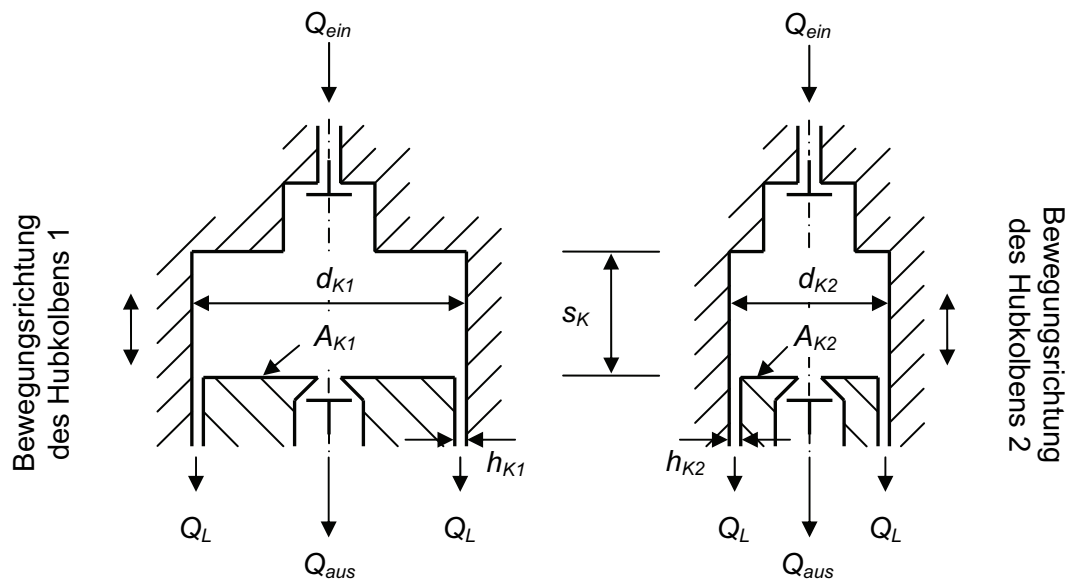 Q_ein
Q_ein
Bewegungsrichtung
des Hubkolbens 1
d_K1
A_K1
s_K
d_K2
A_K2
Bewegungsrichtung
des Hubkolbens 2
h_K1
h_K2
Q_L
Q_L
Q_L
Q_L
Q_aus
Q_aus